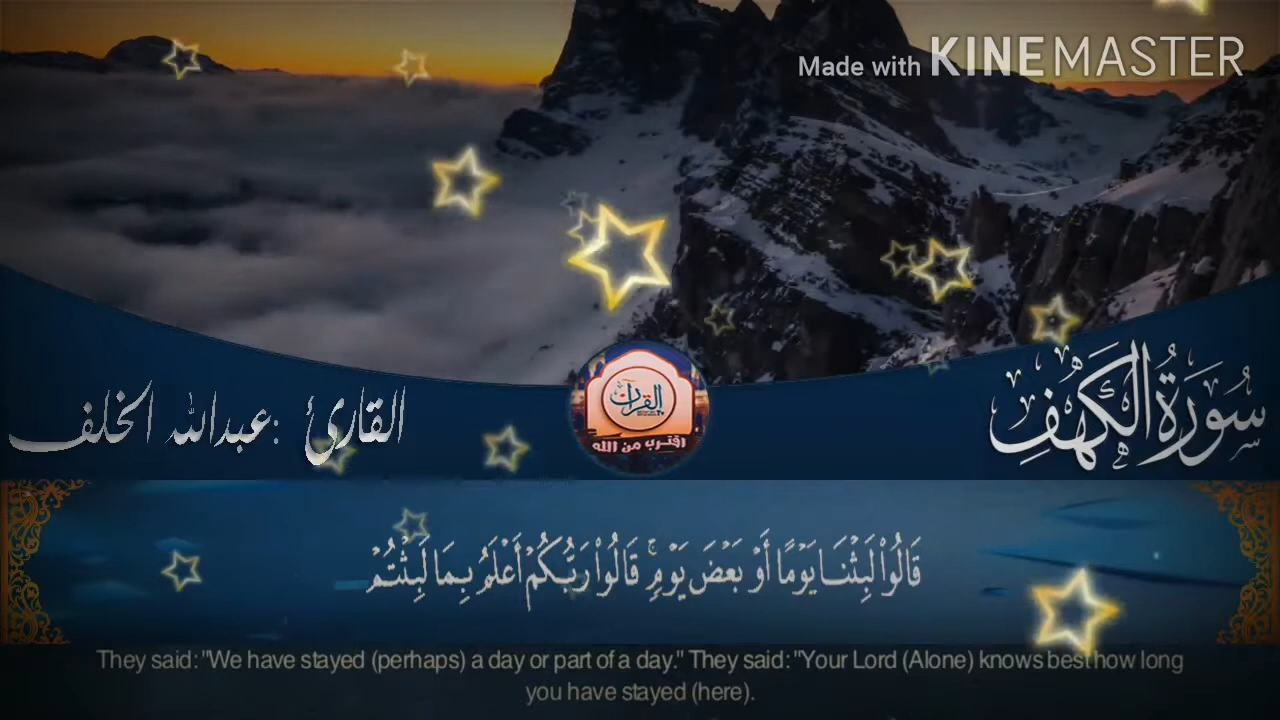 Made with KINEMASTER
سُورَةُ الكَهْفِ
القارئ :عبدالله الخلف
القرآن
اقترب من الله
قَالُوا۟ لَبِثْنَا يَوْمًا أَوْ بَعْضَ يَوْمٍۢ ۚ قَالُوا۟ رَبُّكُمْ أَعْلَمُ بِمَا لَبِثْتُمْ
They said: "We have stayed (perhaps) a day or part of a day." They said: "Your Lord (Alone) knows best how long
you have stayed (here).